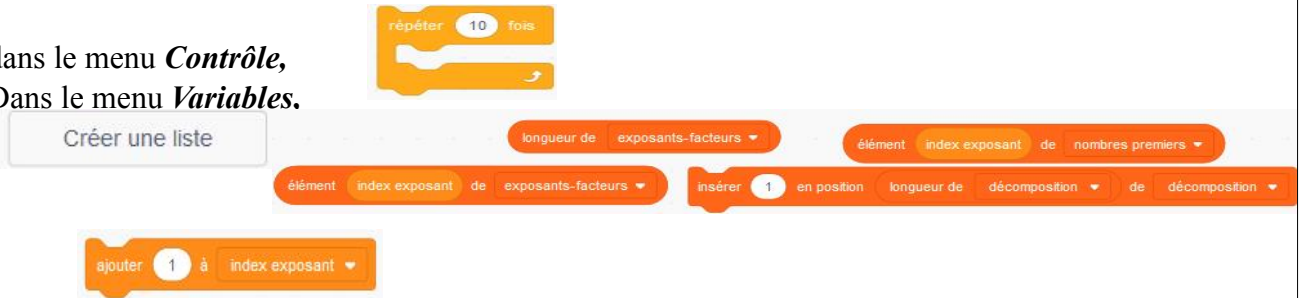 répéter 10 fois
dans le menu Contrôle,
Dans le menu Variables,
Créer une liste
longueur de exposants-facteurs
élément index exposant de nombres premiers
élément index exposant de exposants-facteurs
insérer 1 en position longueur de décomposition de décomposition
ajouter 1 à index exposant